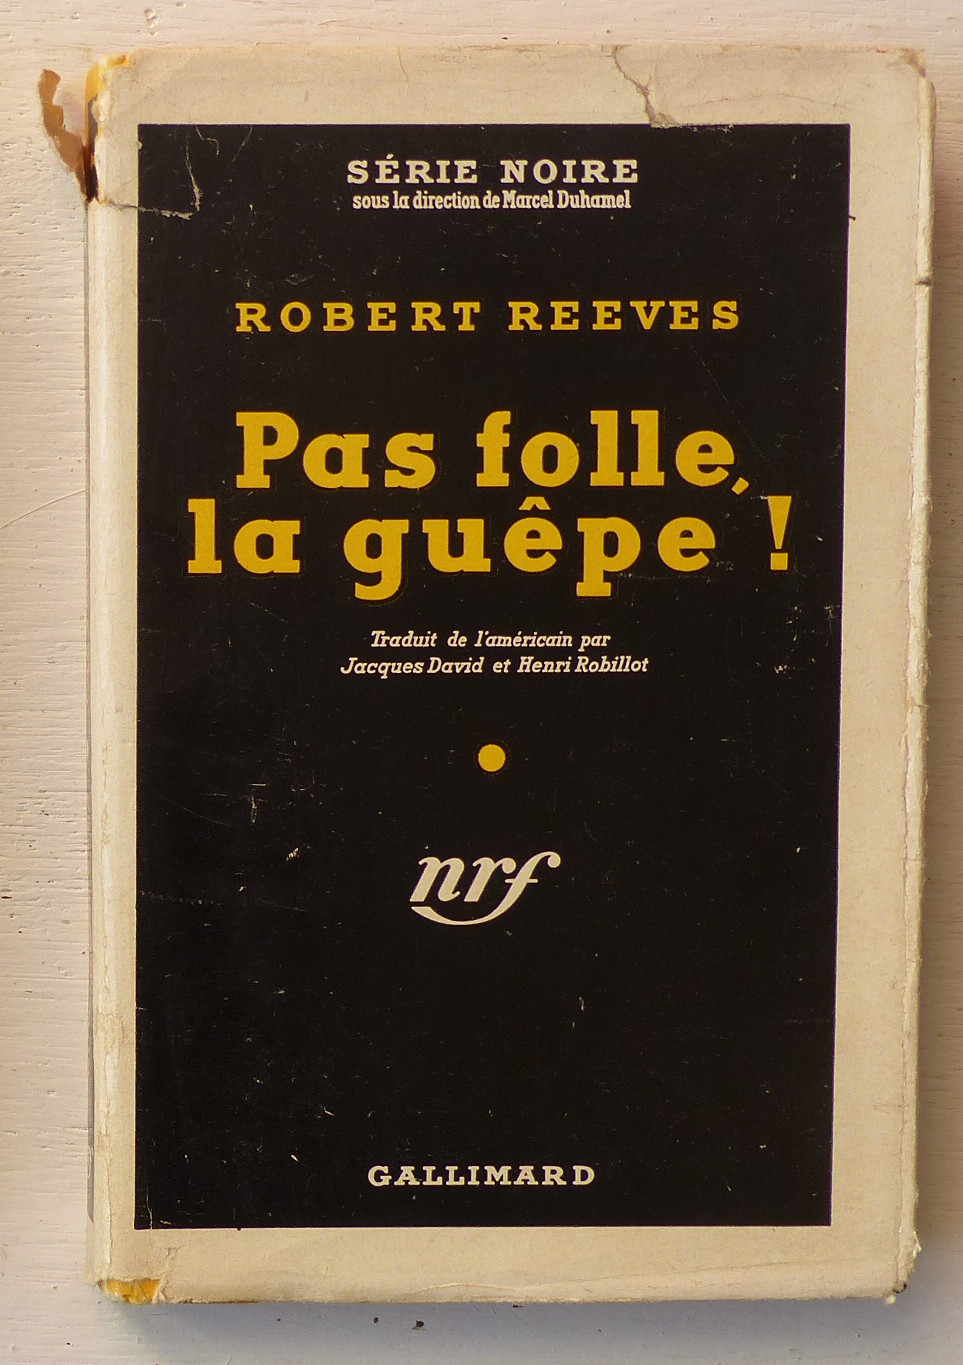 SÉRIE NOIRE
sous la direction de Marcel Duhamel
ROBERT REEVES
Pas folle,
la guêpe !
Traduit de l'américain par
Jacques David et Henri Robillot
nrf
GALLIMARD